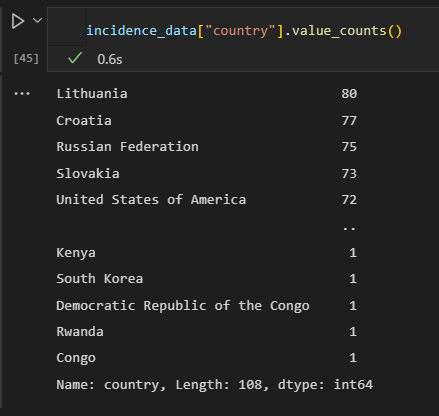 incidence_data["country"].value_counts()
[45]
0.6s
...
Lithuania 80
Croatia 77
Russian Federation 75
Slovakia 73
United States of America 72
..
Kenya 1
South Korea 1
Democratic Republic of the Congo 1
Rwanda 1
Congo 1
Name: country, Length: 108, dtype: int64